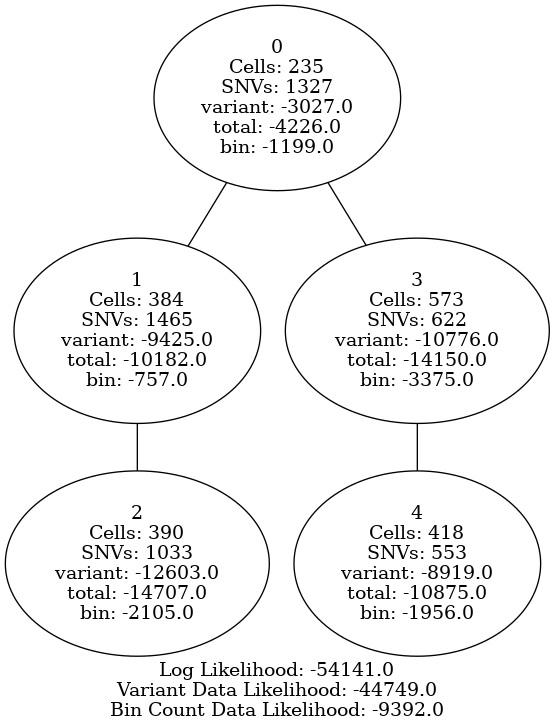 0
Cells: 235
SNVs: 1327
variant: -3027.0
total: -4226.0
bin: -1199.0
1
Cells: 384
SNVs: 1465
variant: -9425.0
total: -10182.0
bin: -757.0
3
Cells: 573
SNVs: 622
variant: -10776.0
total: -14150.0
bin: -3375.0
2
Cells: 390
SNVs: 1033
variant: -12603.0
total: -14707.0
bin: -2105.0
4
Cells: 418
SNVs: 553
variant: -8919.0
total: -10875.0
bin: -1956.0
Log Likelihood: -54141.0
Variant Data Likelihood: -44749.0
Bin Count Data Likelihood: -9392.0